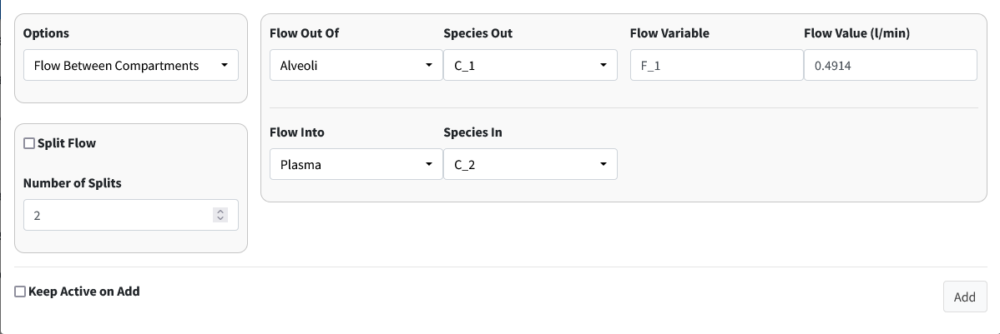 Options
Flow Between Compartments
Split Flow
Number of Splits
2
Flow Out Of Species Out Flow Variable Flow Value (l/min)
Alveoli C_1 F_1 0.4914
Flow Into Species In
Plasma C_2
Keep Active on Add
Add